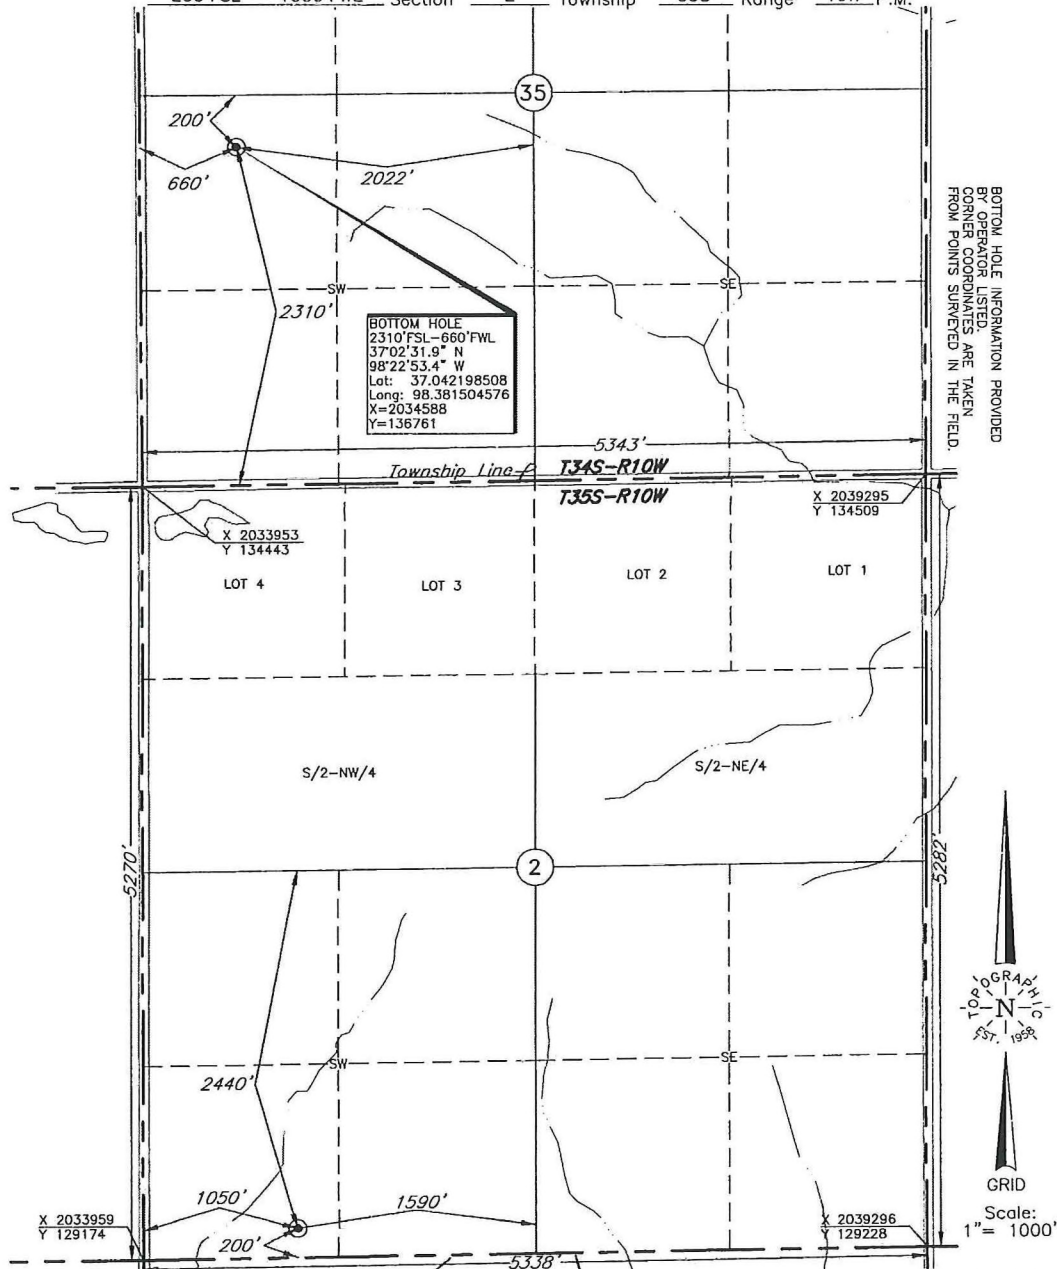 Section 2 Township 35S Range 10W P.M.
35
200'
660'
2022'
2310'
SW
SE
BOTTOM HOLE
2310'FSL-660'FWL
37°02'31.9" N
98°22'53.4" W
Lat: 37.042198508
Long: 98.381504576
X=2034588
Y=136761
BOTTOM HOLE INFORMATION PROVIDED
BY OPERATOR LISTED.
CORNER COORDINATES ARE TAKEN
FROM POINTS SURVEYED IN THE FIELD.
5343'
Township Line
T34S-R10W
T35S-R10W
X 2033953
Y 134443
X 2039295
Y 134509
LOT 4
LOT 3
LOT 2
LOT 1
S/2-NW/4
S/2-NE/4
5270'
2
5282'
SW
SE
2440'
1050'
1590'
200'
X 2033959
Y 129174
X 2039296
Y 129228
5338'
TOPOGRAPHIC
N
EST. 1958
GRID
Scale:
1"= 1000'